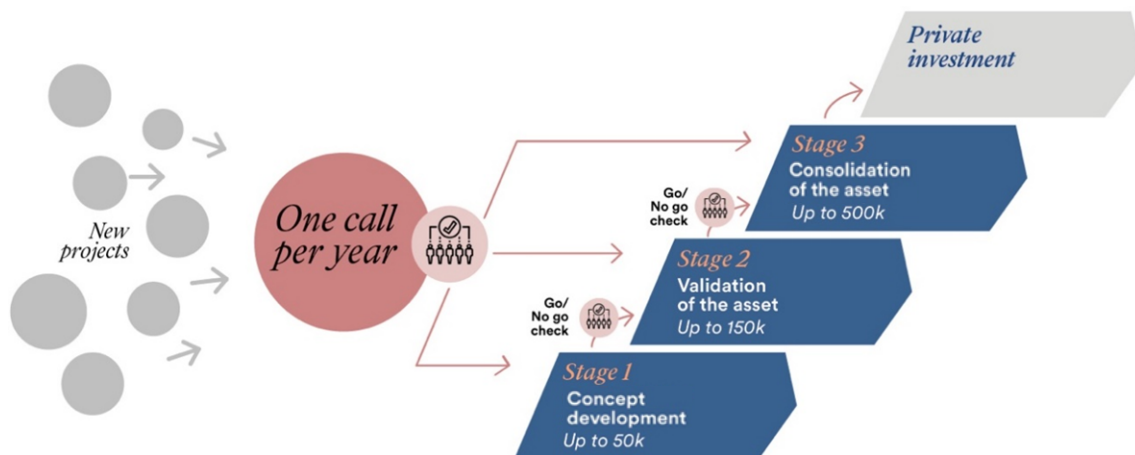 New
projects
One call
per year
Go/
No go
check
Stage 1
Concept
development
Up to 50k
Go/
No go
check
Stage 2
Validation
of the asset
Up to 150k
Stage 3
Consolidation
of the asset
Up to 500k
Private
investment